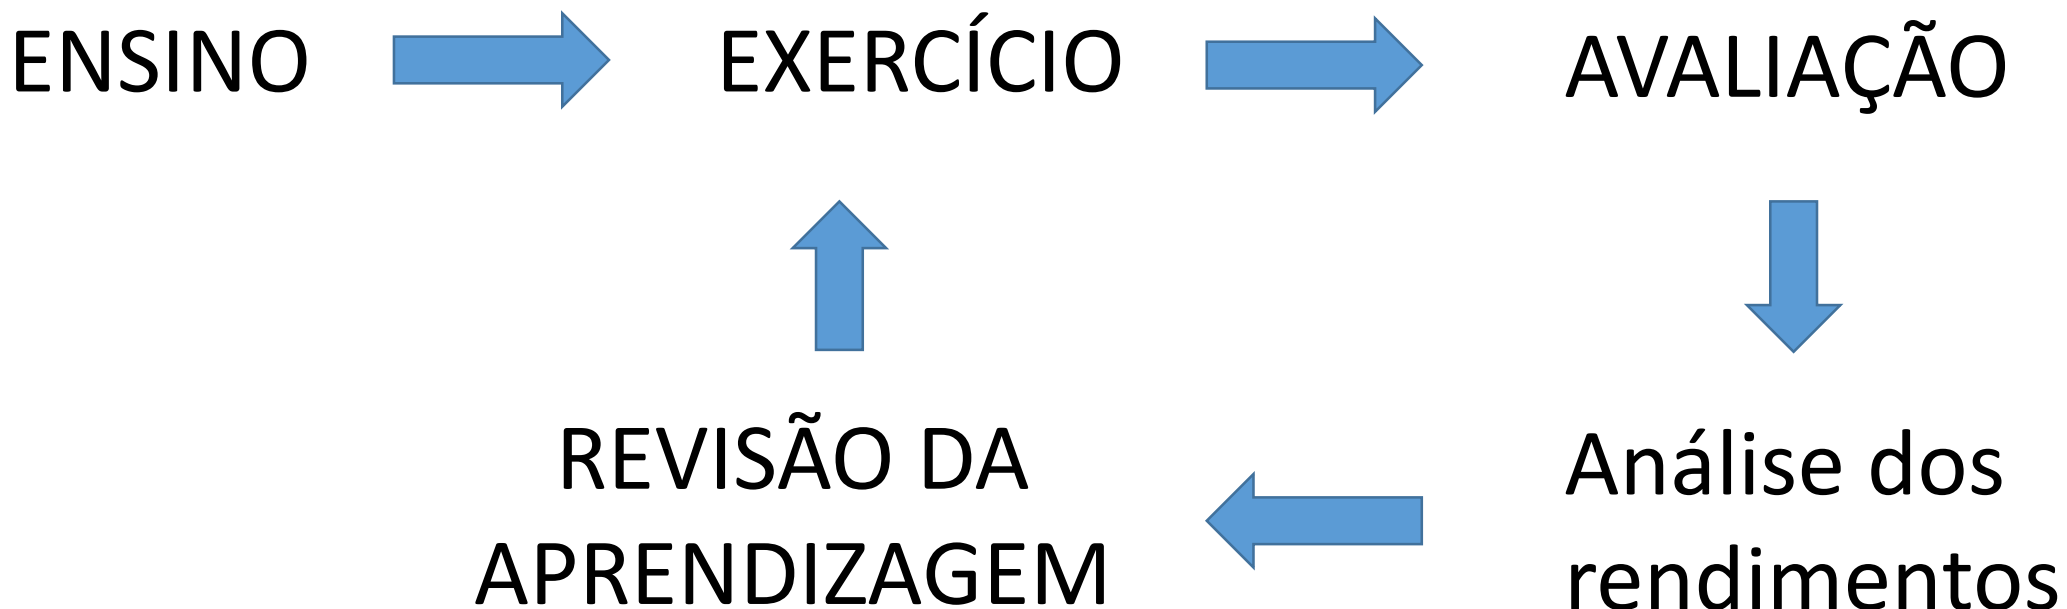 ENSINO
EXERCÍCIO
AVALIAÇÃO
Análise dos
rendimentos
REVISÃO DA
APRENDIZAGEM